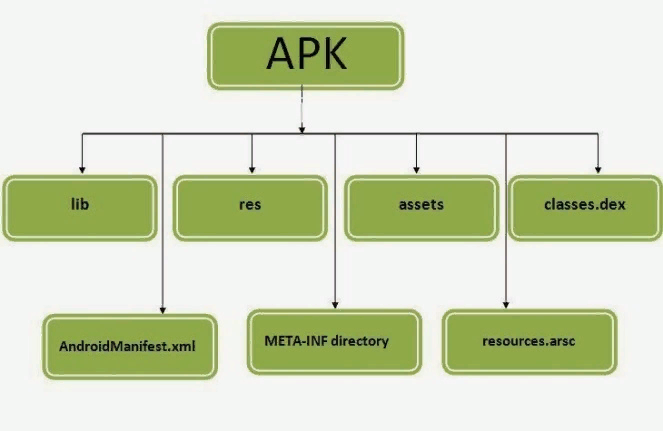 APK
lib
res
assets
classes.dex
AndroidManifest.xml
META-INF directory
resources.arsc